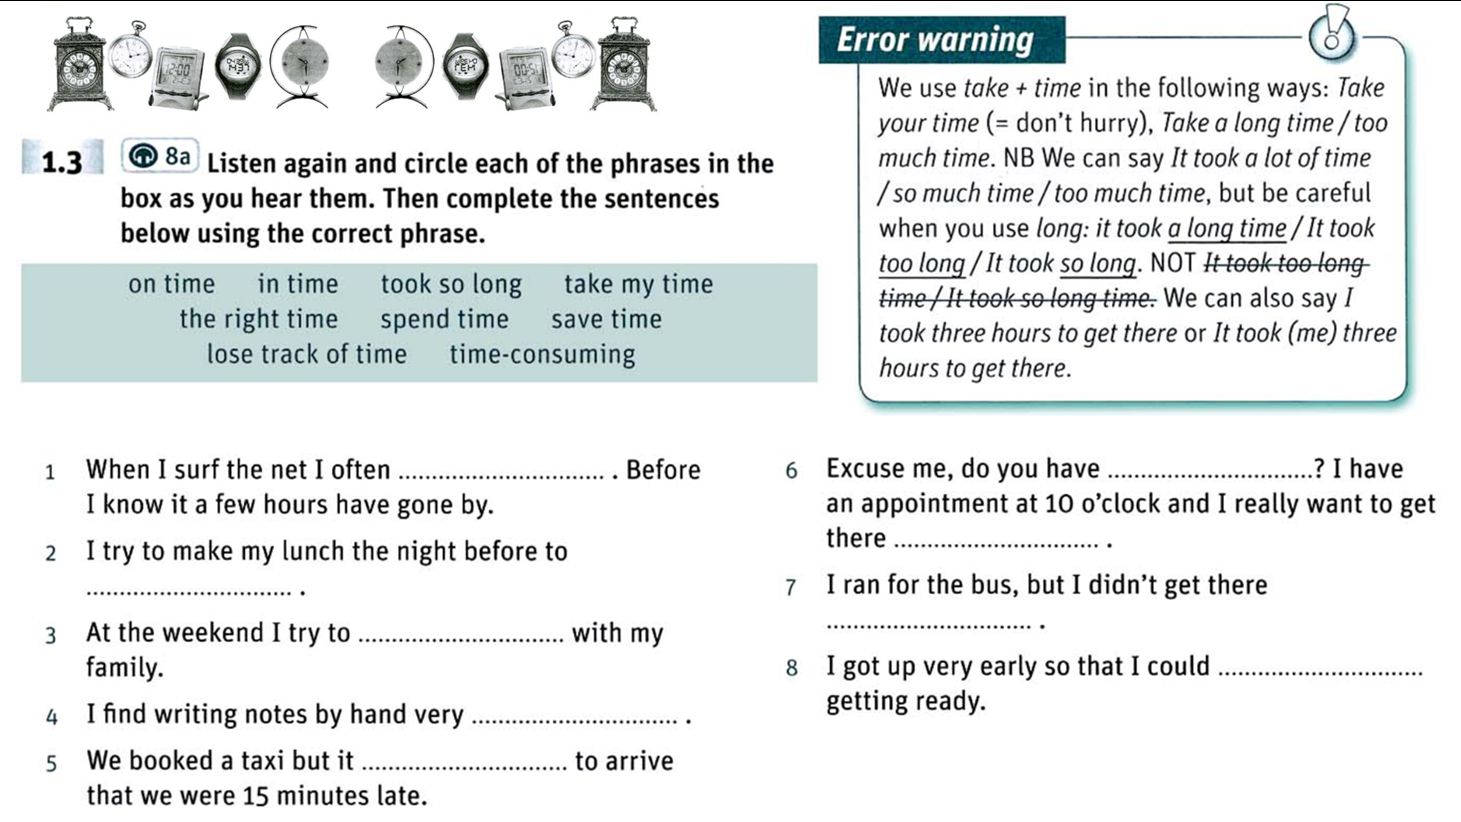 1.3 8a Listen again and circle each of the phrases in the
box as you hear them. Then complete the sentences
below using the correct phrase.
on time in time took so long take my time
the right time spend time save time
lose track of time time-consuming
Error warning
We use take + time in the following ways: Take
your time (= don't hurry), Take a long time / too
much time. NB We can say It took a lot of time
/ so much time / too much time, but be careful
when you use long: it took a long time / It took
too long / It took so long. NOT It took too long
time / It took so long time. We can also say I
took three hours to get there or It took (me) three
hours to get there.
1 When I surf the net I often .............................. . Before
I know it a few hours have gone by.
2 I try to make my lunch the night before to
.............................. .
3 At the weekend I try to .............................. with my
family.
4 I find writing notes by hand very .............................. .
5 We booked a taxi but it .............................. to arrive
that we were 15 minutes late.
6 Excuse me, do you have ..............................? I have
an appointment at 10 o'clock and I really want to get
there .............................. .
7 I ran for the bus, but I didn't get there
.............................. .
8 I got up very early so that I could ..............................
getting ready.